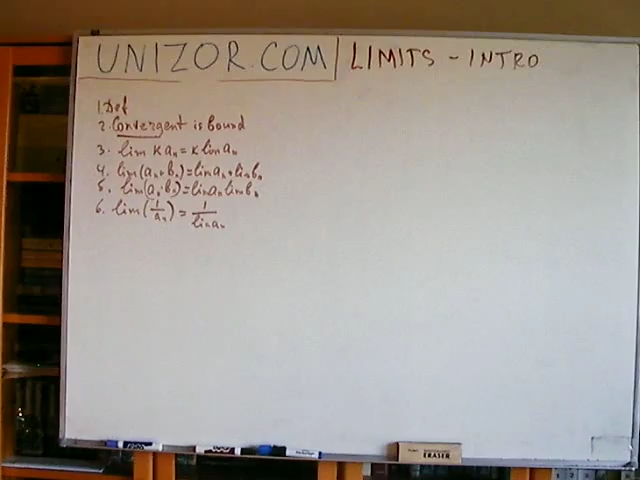 UNIZOR.COM | LIMITS - INTRO
1. Def
2. Convergent is bound
3. lim K aₙ = K lim aₙ
4. lim(aₙ+bₙ)=lim aₙ+lim bₙ
5. lim(aₙ·bₙ)=lim aₙ lim bₙ
6. lim(1/aₙ)=1/lim aₙ
ERASER